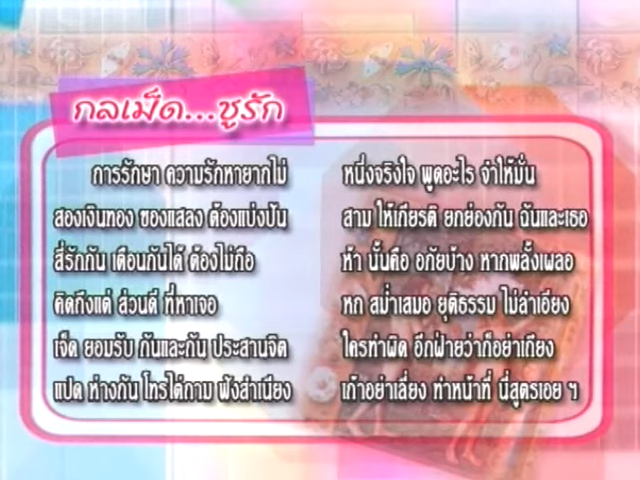 กลเม็ด...ชูรัก
การรักษา ความรักหายากไม่ หนึ่งจริงใจ พูดอะไร จำให้มั่น
สองเงินทอง ของแสลง ต้องแบ่งปัน สาม ให้เกียรติ ยกย่องกัน ฉันและเธอ
สี่รักกัน เตือนกันได้ ต้องไม่ถือ ห้า นั้นคือ อภัยบ้าง หากพลั้งเผลอ
คิดถึงแต่ ส่วนดี ที่หาเจอ หก สม่ำเสมอ ยุติธรรม ไม่ลำเอียง
เจ็ด ยอมรับ กันและกัน ประสานจิต ใครทำผิด อีกฝ่ายว่าก็อย่าเถียง
แปด ห่างกัน โทรไต่ถาม ฟังสำเนียง เก้าอย่าเลี่ยง ทำหน้าที่ นี่สูตรเอย ฯ